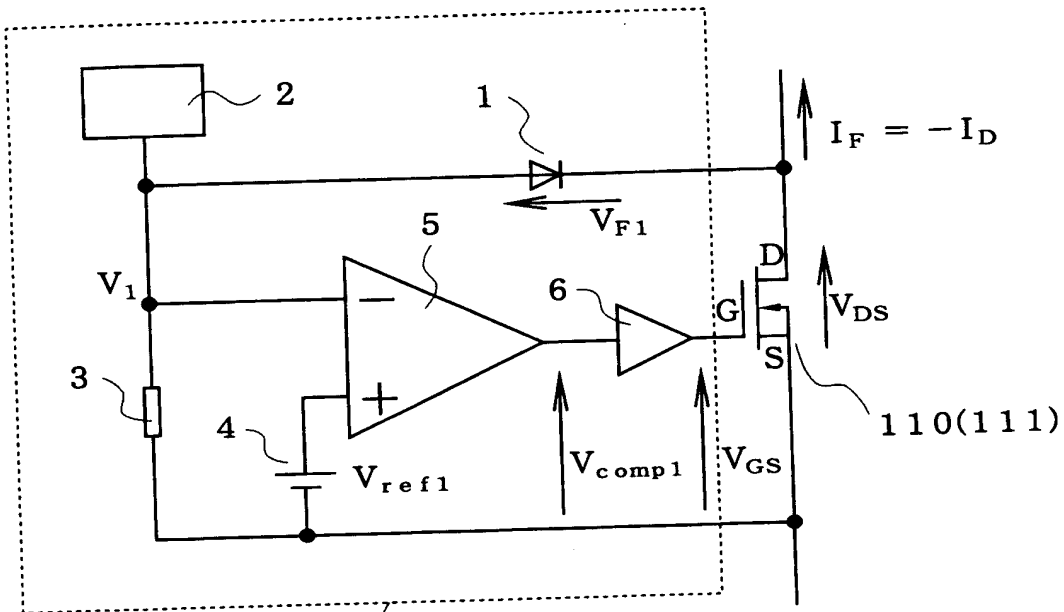 2
1
I_F = -I_D
V_F1
5
V_1
−
6
D
G
V_DS
S
3
+
4
V_ref1
V_comp1
V_GS
110(111)